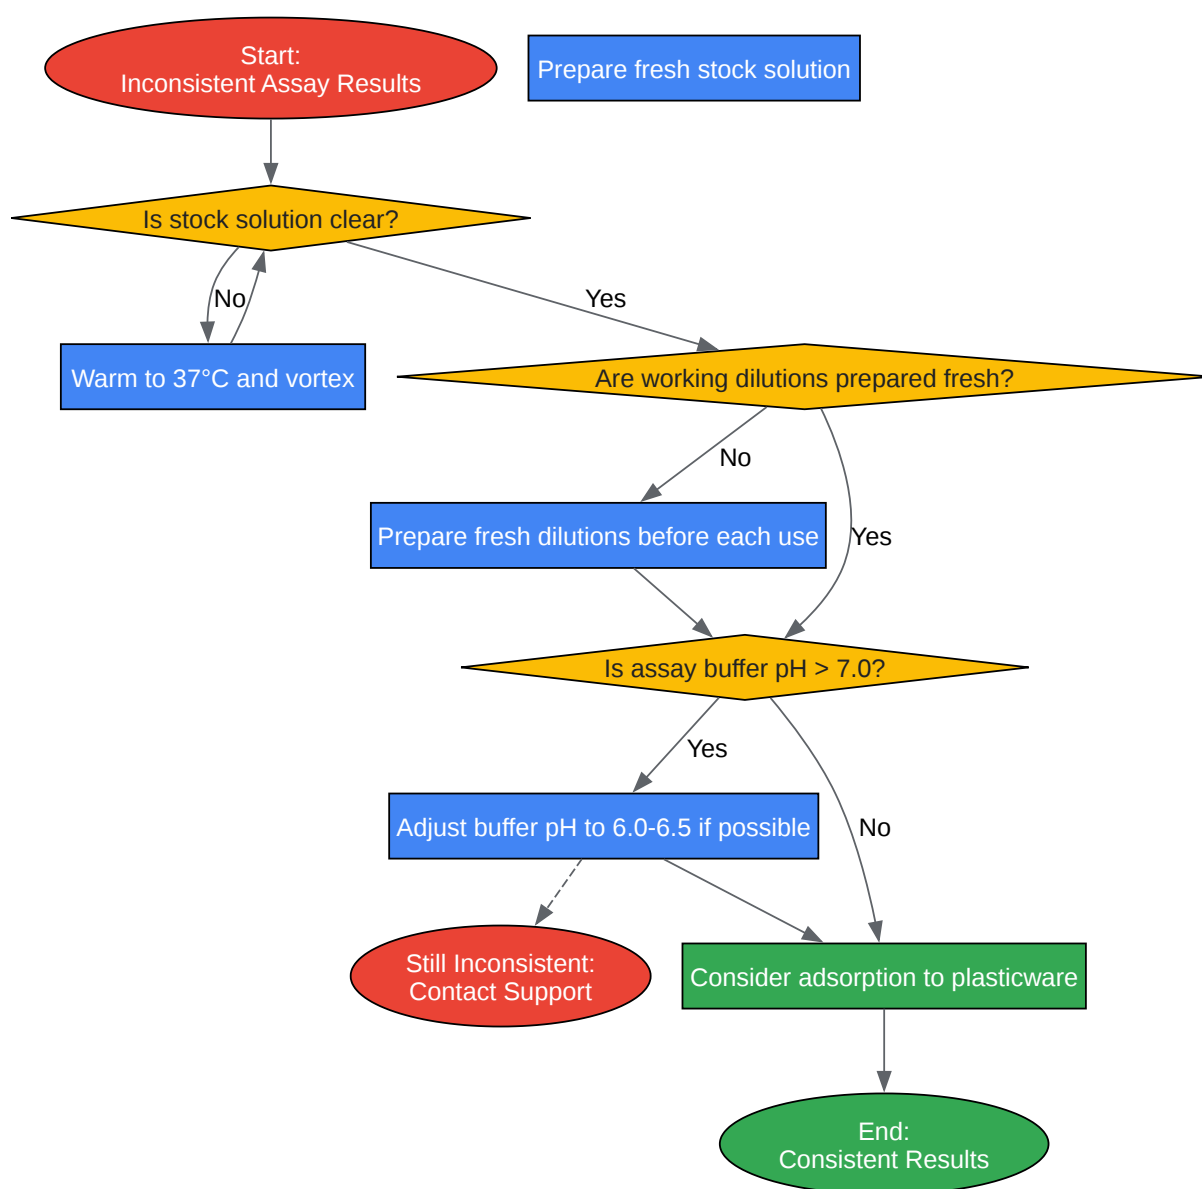 Start:
Inconsistent Assay Results
Prepare fresh stock solution
Is stock solution clear?
No
Yes
Warm to 37°C and vortex
Are working dilutions prepared fresh?
No
Prepare fresh dilutions before each use
Yes
Is assay buffer pH > 7.0?
Yes
Adjust buffer pH to 6.0-6.5 if possible
No
Still Inconsistent:
Contact Support
Consider adsorption to plasticware
End:
Consistent Results